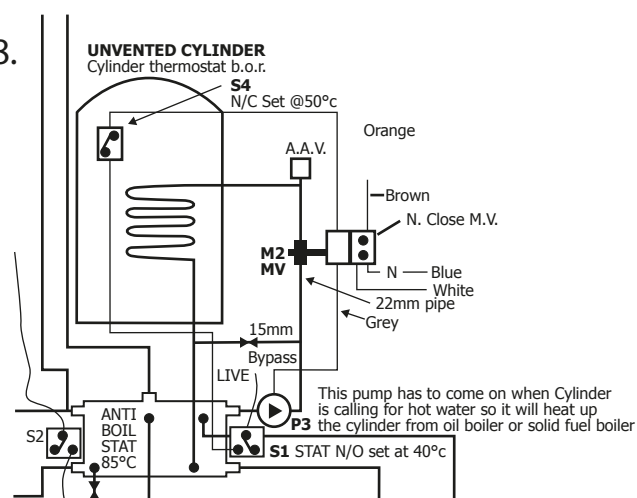 3.
UNVENTED CYLINDER
Cylinder thermostat b.o.r.
S4
N/C Set @50°c
Orange
A.A.V.
Brown
N. Close M.V.
M2
MV
N
Blue
White
22mm pipe
Grey
15mm
Bypass
LIVE
This pump has to come on when Cylinder
is calling for hot water so it will heat up
the cylinder from oil boiler or solid fuel boiler
P3
S2
ANTI
BOIL
STAT
85°C
S1 STAT N/O set at 40°c